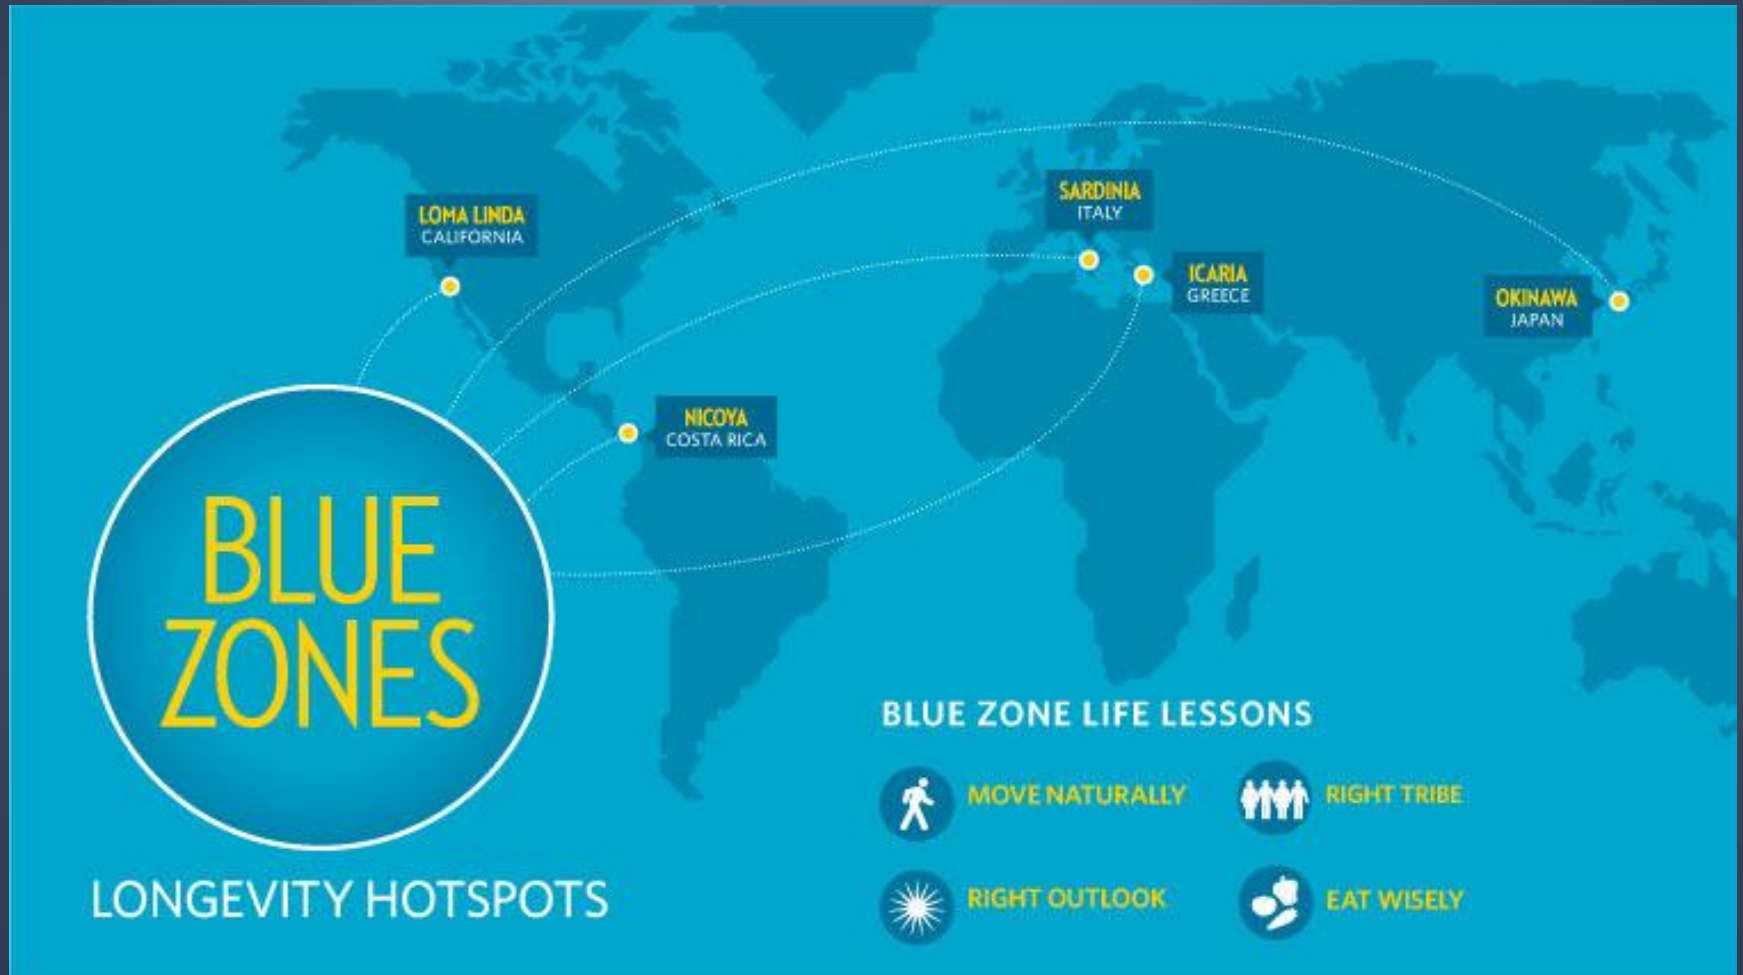 LOMA LINDA
CALIFORNIA
SARDINIA
ITALY
ICARIA
GREECE
OKINAWA
JAPAN
NICOYA
COSTA RICA
BLUE
ZONES
LONGEVITY HOTSPOTS
BLUE ZONE LIFE LESSONS
MOVE NATURALLY
RIGHT TRIBE
RIGHT OUTLOOK
EAT WISELY